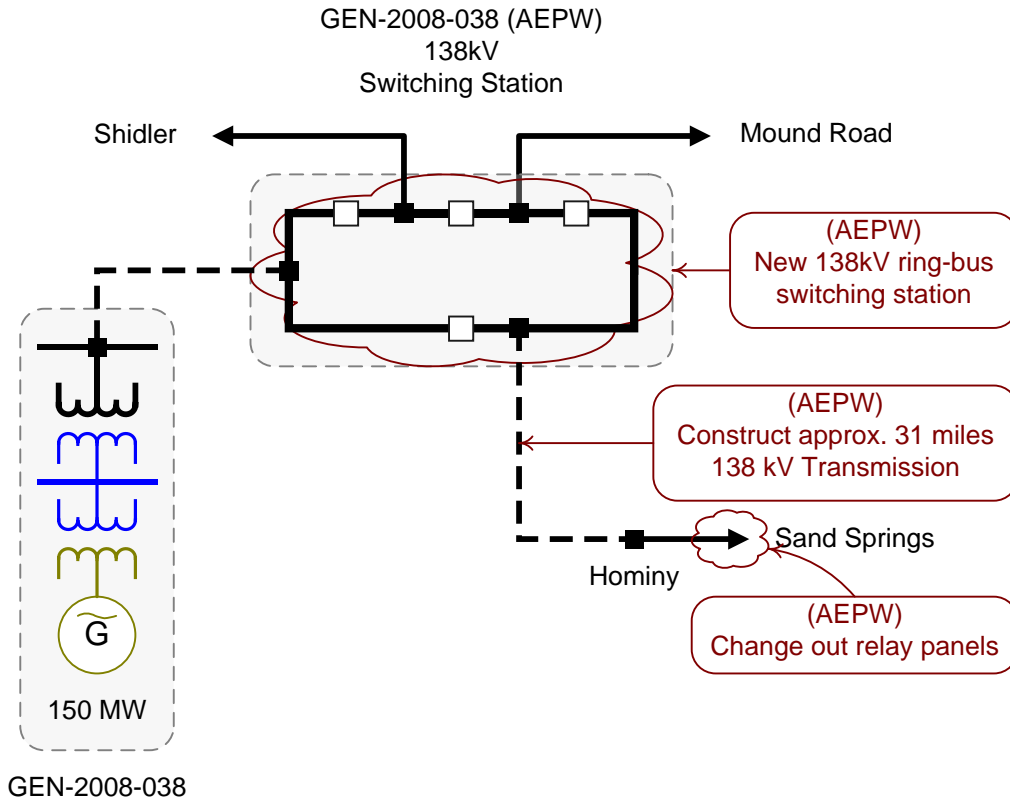 GEN-2008-038 (AEPW)
138kV
Switching Station
Shidler
Mound Road
(AEPW)
New 138kV ring-bus
switching station
(AEPW)
Construct approx. 31 miles
138 kV Transmission
Sand Springs
Hominy
(AEPW)
Change out relay panels
G
150 MW
GEN-2008-038